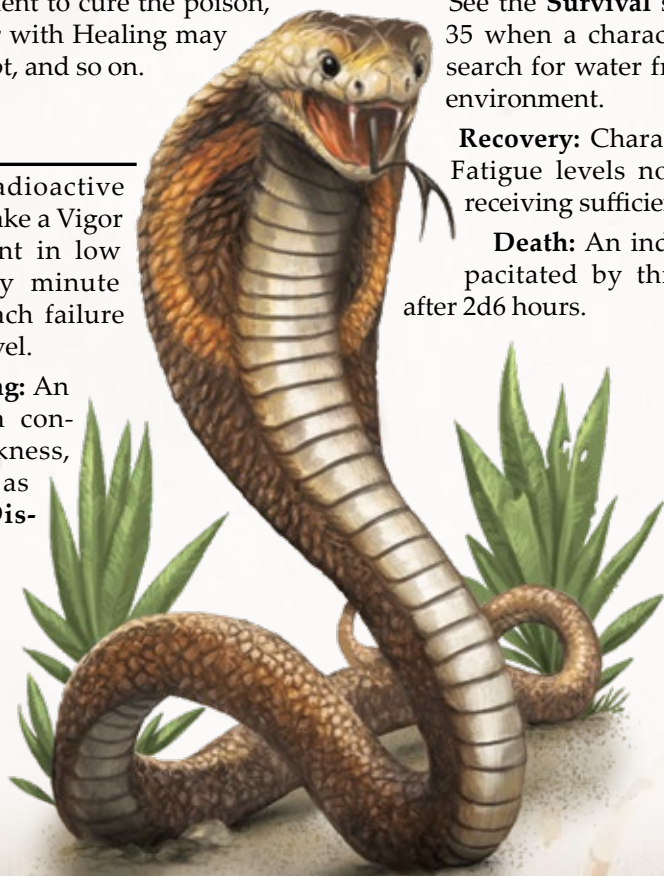 ent to cure the poison,
r with Healing may
ot, and so on.
adioactive
ake a Vigor
nt in low
y minute
ach failure
vel.
g: An
n con-
kness,
as
Dis-
See the Survival s
35 when a charac
search for water fr
environment.
Recovery: Chara
Fatigue levels no
receiving sufficie
Death: An ind
pacitated by thi
after 2d6 hours.